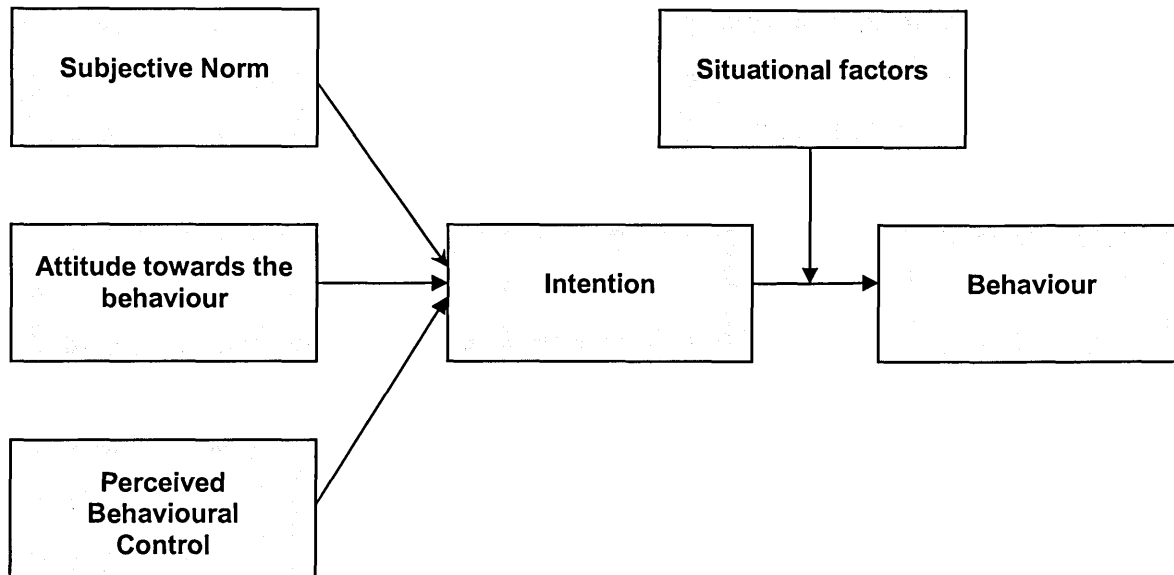 Subjective Norm
Situational factors
Attitude towards the
behaviour
Intention
Behaviour
Perceived
Behavioural
Control